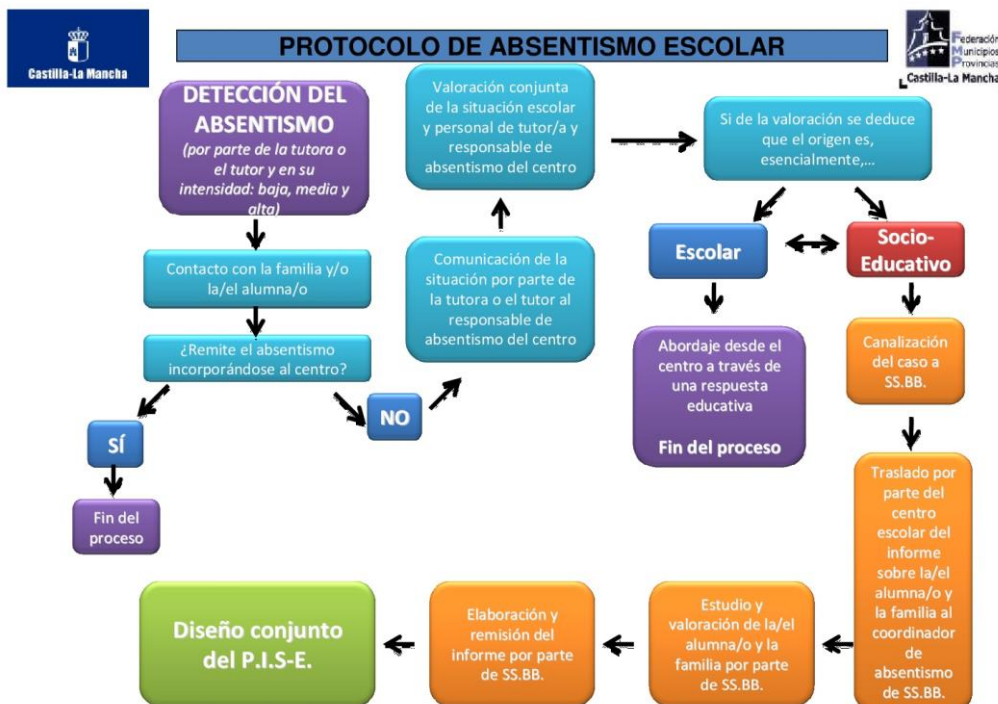 Castilla-La Mancha
PROTOCOLO DE ABSENTISMO ESCOLAR
Federación
Municipios
Provincias
Castilla-La Mancha
DETECCIÓN DEL
ABSENTISMO
(por parte de la tutora o
el tutor y en su
intensidad: baja, media y
alta)
Contacto con la familia y/o
la/el alumna/o
¿Remite el absentismo
incorporándose al centro?
SÍ
Fin del
proceso
NO
Comunicación de la
situación por parte de
la tutora o el tutor al
responsable de
absentismo del centro
Valoración conjunta
de la situación escolar
y personal de tutor/a y
responsable de
absentismo del centro
Si de la valoración se deduce
que el origen es,
esencialmente,…
Escolar
Socio-
Educativo
Abordaje desde el
centro a través de
una respuesta
educativa
Fin del proceso
Canalización
del caso a
SS.BB.
Traslado por
parte del
centro
escolar del
informe
sobre la/el
alumna/o y
la familia al
coordinador
de
absentismo
de SS.BB.
Estudio y
valoración de la/el
alumna/o y la
familia por parte
de SS.BB.
Elaboración y
remisión del
informe por parte
de SS.BB.
Diseño conjunto
del P.I.S-E.